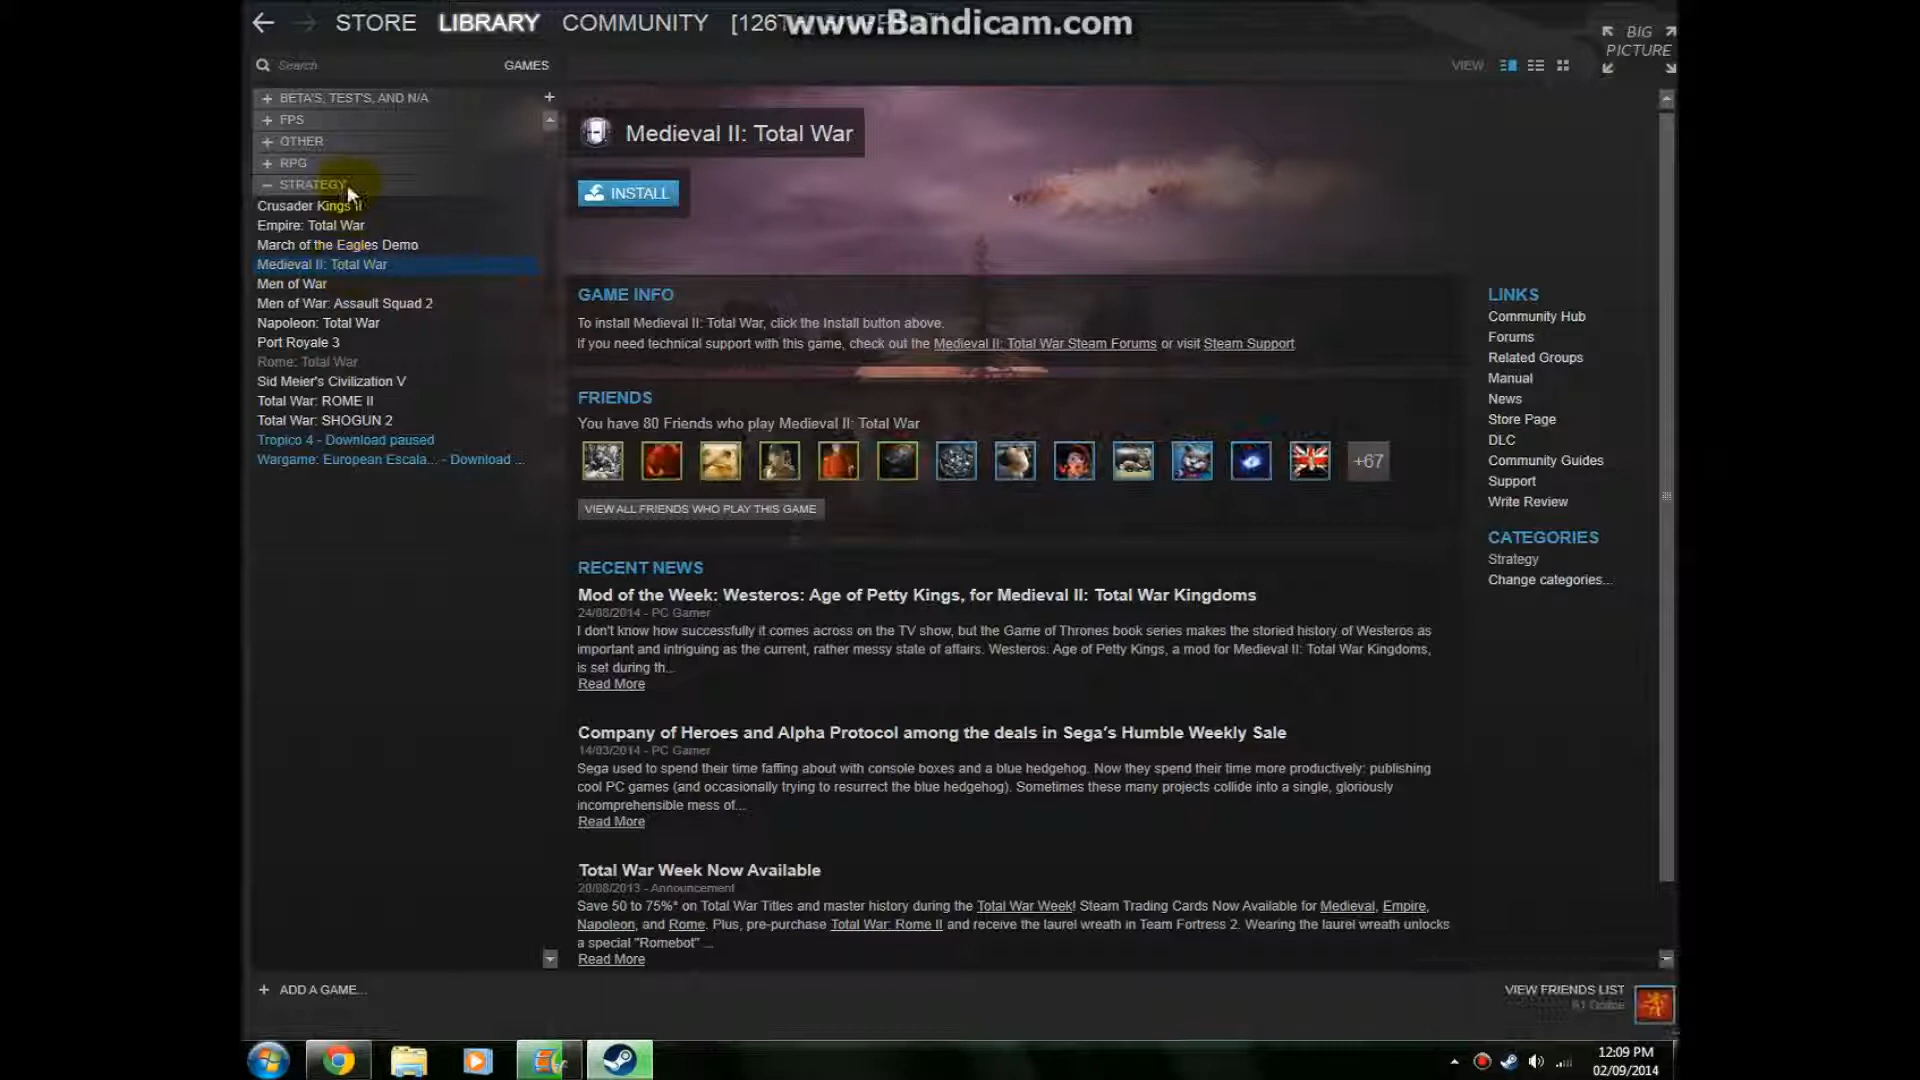 STORE LIBRARY COMMUNITY [126T
www.Bandicam.com
BIG
PICTURE
Search
GAMES
VIEW
BETA'S, TEST'S, AND N/A
FPS
OTHER
RPG
STRATEGY
Crusader Kings II
Empire: Total War
March of the Eagles Demo
Medieval II: Total War
Men of War
Men of War: Assault Squad 2
Napoleon: Total War
Port Royale 3
Rome: Total War
Sid Meier's Civilization V
Total War: ROME II
Total War: SHOGUN 2
Tropico 4 - Download paused
Wargame: European Escala... - Download ...
Medieval II: Total War
INSTALL
GAME INFO
To install Medieval II: Total War, click the Install button above.
If you need technical support with this game, check out the Medieval II: Total War Steam Forums or visit Steam Support
FRIENDS
You have 80 Friends who play Medieval II: Total War
+67
VIEW ALL FRIENDS WHO PLAY THIS GAME
RECENT NEWS
Mod of the Week: Westeros: Age of Petty Kings, for Medieval II: Total War Kingdoms
24/08/2014 - PC Gamer
I don't know how successfully it comes across on the TV show, but the Game of Thrones book series makes the storied history of Westeros as
important and intriguing as the current, rather messy state of affairs. Westeros: Age of Petty Kings, a mod for Medieval II: Total War Kingdoms,
is set during th...
Read More
Company of Heroes and Alpha Protocol among the deals in Sega's Humble Weekly Sale
14/03/2014 - PC Gamer
Sega used to spend their time faffing about with console boxes and a blue hedgehog. Now they spend their time more productively: publishing
cool PC games (and occasionally trying to resurrect the blue hedgehog). Sometimes these many projects collide into a single, gloriously
incomprehensible mess of...
Read More
Total War Week Now Available
20/08/2013 - Announcement
Save 50 to 75%* on Total War Titles and master history during the Total War Week! Steam Trading Cards Now Available for Medieval, Empire,
Napoleon, and Rome. Plus, pre-purchase Total War: Rome II and receive the laurel wreath in Team Fortress 2. Wearing the laurel wreath unlocks
a special "Romebot" ...
Read More
LINKS
Community Hub
Forums
Related Groups
Manual
News
Store Page
DLC
Community Guides
Support
Write Review
CATEGORIES
Strategy
Change categories...
ADD A GAME...
VIEW FRIENDS LIST
Online
12:09 PM
02/09/2014